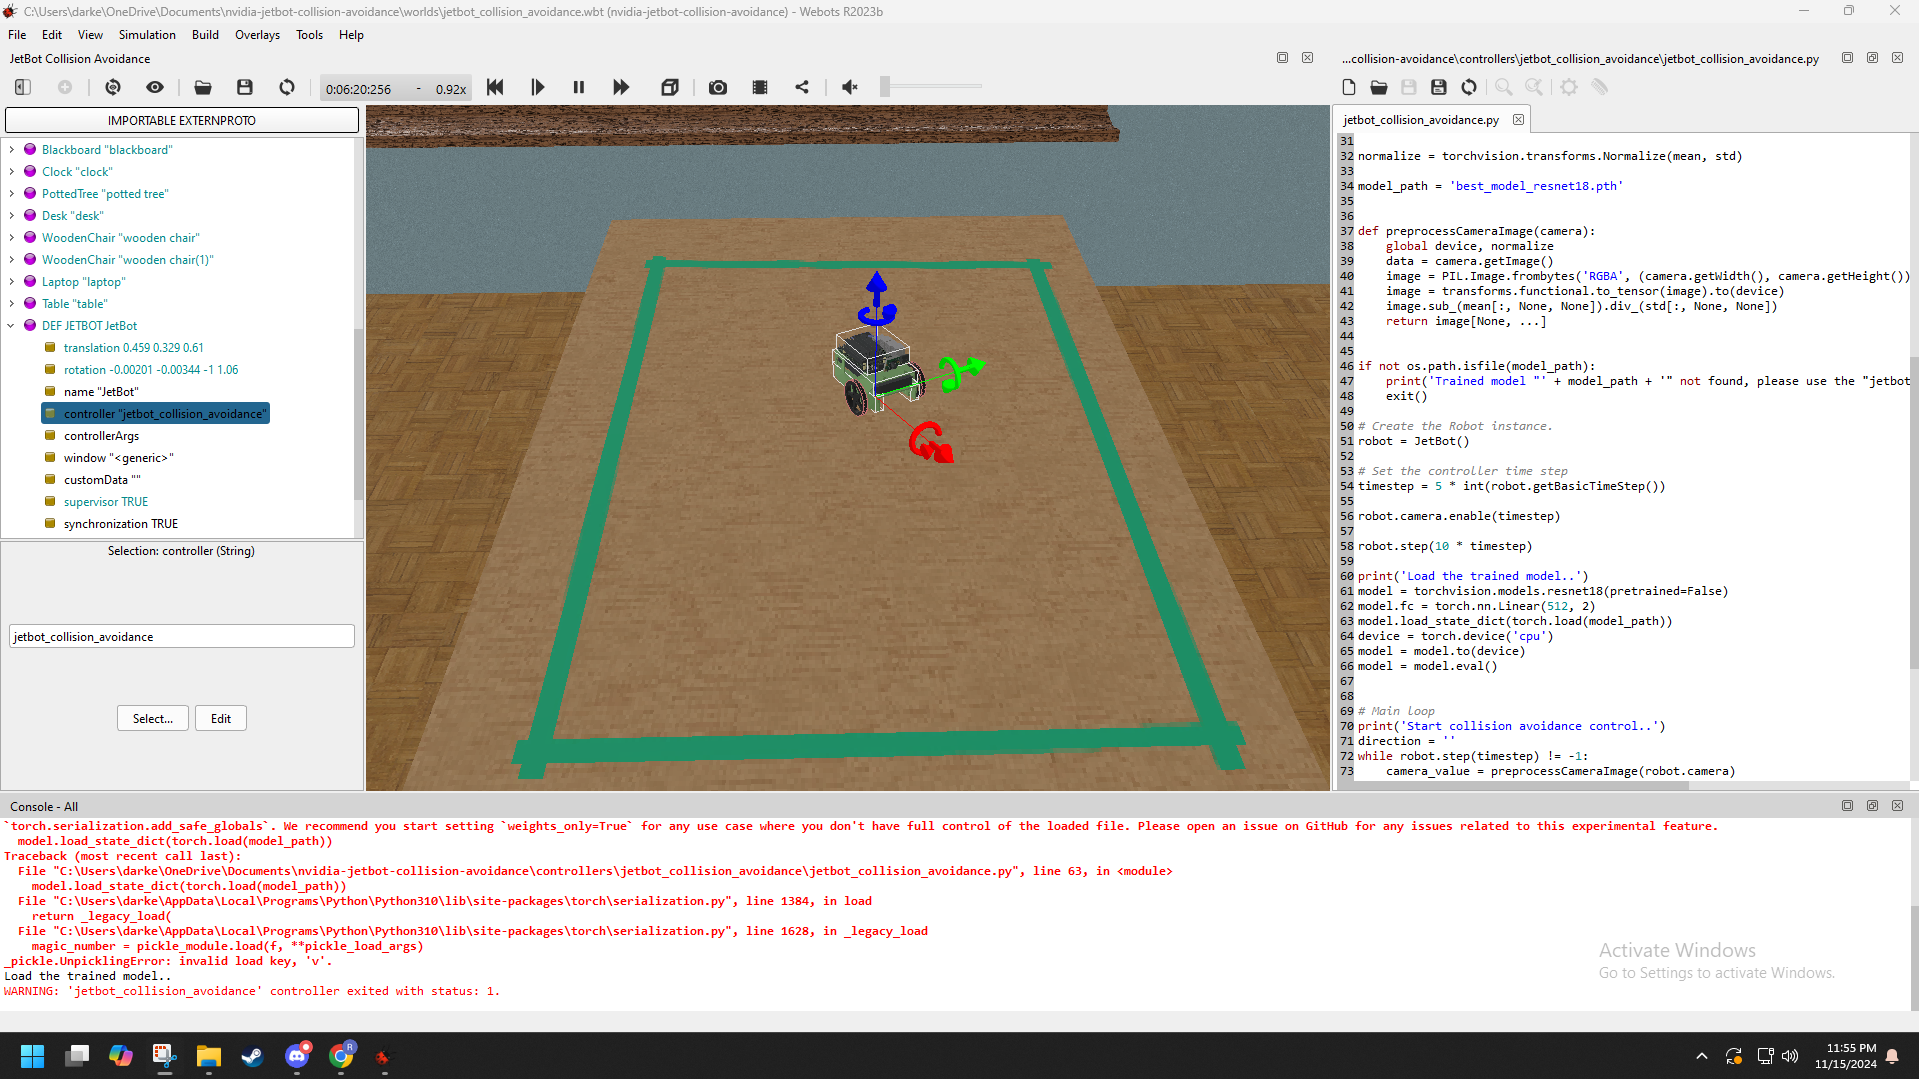 C:\Users\darke\OneDrive\Documents\nvidia-jetbot-collision-avoidance\worlds\jetbot_collision_avoidance.wbt (nvidia-jetbot-collision-avoidance) - Webots R2023b
File Edit View Simulation Build Overlays Tools Help
JetBot Collision Avoidance
0:06:20:256 - 0.92x
IMPORTABLE EXTERNPROTO
Blackboard "blackboard"
Clock "clock"
PottedTree "potted tree"
Desk "desk"
WoodenChair "wooden chair"
WoodenChair "wooden chair(1)"
Laptop "laptop"
Table "table"
DEF JETBOT JetBot
translation 0.459 0.329 0.61
rotation -0.00201 -0.00344 -1 1.06
name "JetBot"
controller "jetbot_collision_avoidance"
controllerArgs
window "<generic>"
customData ""
supervisor TRUE
synchronization TRUE
Selection: controller (String)
jetbot_collision_avoidance
Select... Edit
...collision-avoidance\controllers\jetbot_collision_avoidance\jetbot_collision_avoidance.py
jetbot_collision_avoidance.py
31
32 normalize = torchvision.transforms.Normalize(mean, std)
33
34 model_path = 'best_model_resnet18.pth'
35
36
37 def preprocessCameraImage(camera):
38     global device, normalize
39     data = camera.getImage()
40     image = PIL.Image.frombytes('RGBA', (camera.getWidth(), camera.getHeight())
41     image = transforms.functional.to_tensor(image).to(device)
42     image.sub_(mean[:, None, None]).div_(std[:, None, None])
43     return image[None, ...]
44
45
46 if not os.path.isfile(model_path):
47     print('Trained model "' + model_path + '" not found, please use the "jetbot
48     exit()
49
50 # Create the Robot instance.
51 robot = JetBot()
52
53 # Set the controller time step
54 timestep = 5 * int(robot.getBasicTimeStep())
55
56 robot.camera.enable(timestep)
57
58 robot.step(10 * timestep)
59
60 print('Load the trained model..')
61 model = torchvision.models.resnet18(pretrained=False)
62 model.fc = torch.nn.Linear(512, 2)
63 model.load_state_dict(torch.load(model_path))
64 device = torch.device('cpu')
65 model = model.to(device)
66 model = model.eval()
67
68
69 # Main loop
70 print('Start collision avoidance control..')
71 direction = ''
72 while robot.step(timestep) != -1:
73     camera_value = preprocessCameraImage(robot.camera)
Console - All
`torch.serialization.add_safe_globals`. We recommend you start setting `weights_only=True` for any use case where you don't have full control of the loaded file. Please open an issue on GitHub for any issues related to this experimental feature.
  model.load_state_dict(torch.load(model_path))
Traceback (most recent call last):
  File "C:\Users\darke\OneDrive\Documents\nvidia-jetbot-collision-avoidance\controllers\jetbot_collision_avoidance\jetbot_collision_avoidance.py", line 63, in <module>
    model.load_state_dict(torch.load(model_path))
  File "C:\Users\darke\AppData\Local\Programs\Python\Python310\lib\site-packages\torch\serialization.py", line 1384, in load
    return _legacy_load(
  File "C:\Users\darke\AppData\Local\Programs\Python\Python310\lib\site-packages\torch\serialization.py", line 1628, in _legacy_load
    magic_number = pickle_module.load(f, **pickle_load_args)
_pickle.UnpicklingError: invalid load key, 'v'.
Load the trained model..
WARNING: 'jetbot_collision_avoidance' controller exited with status: 1.
Activate Windows
Go to Settings to activate Windows.
R
11:55 PM
11/15/2024